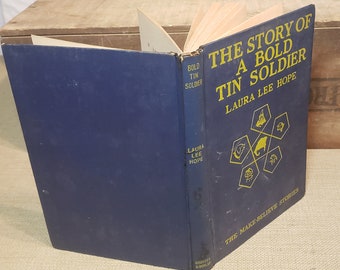 BOLD
TIN
SOLDIER
LAURA
LEE
HOPE
THE STORY OF
A BOLD
TIN SOLDIER
LAURA LEE HOPE
THE MAKE-BELIEVE STORIES